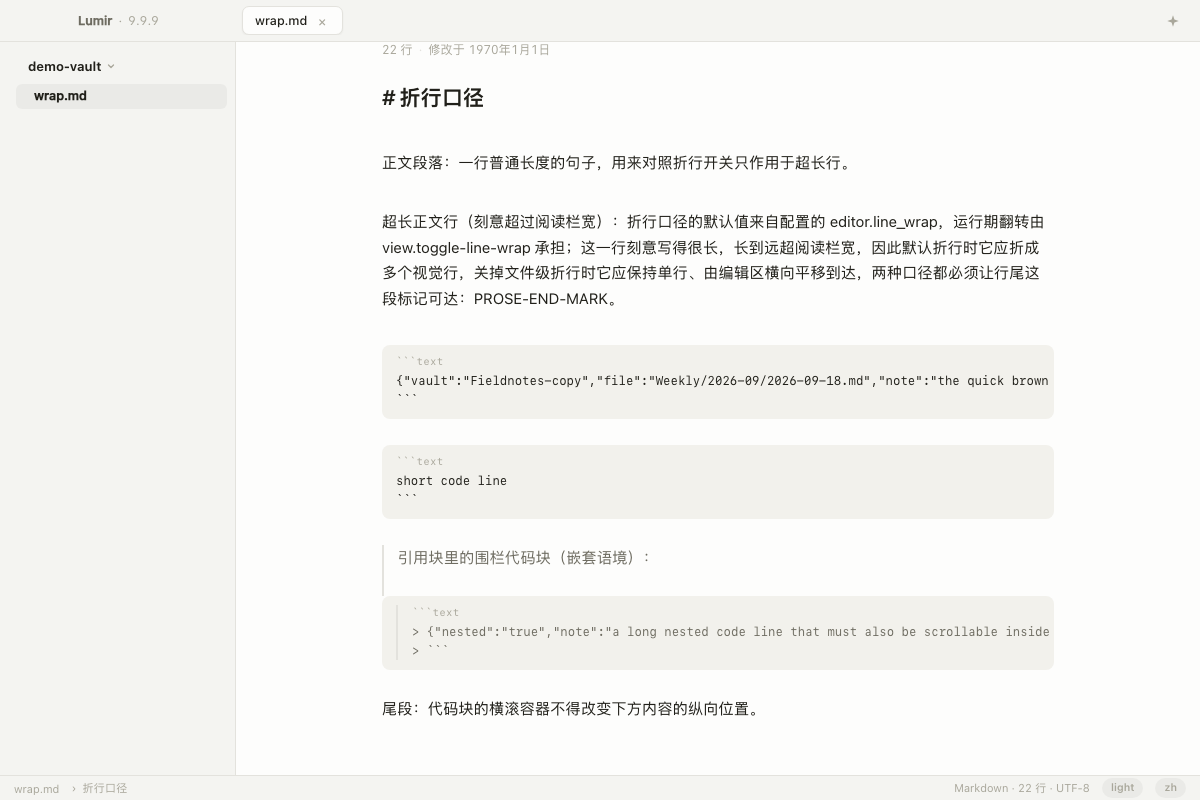 Lumir · 9.9.9
wrap.md ×
demo-vault
wrap.md
22 行 · 修改于 1970年1月1日
# 折行口径
正文段落：一行普通长度的句子，用来对照折行开关只作用于超长行。
超长正文行（刻意超过阅读栏宽）：折行口径的默认值来自配置的 editor.line_wrap，运行期翻转由
view.toggle-line-wrap 承担；这一行刻意写得很长，长到远超阅读栏宽，因此默认折行时它应折成
多个视觉行，关掉文件级折行时它应保持单行、由编辑区横向平移到达，两种口径都必须让行尾这
段标记可达：PROSE-END-MARK。
```text
{"vault":"Fieldnotes-copy","file":"Weekly/2026-09/2026-09-18.md","note":"the quick brown
```
```text
short code line
```
引用块里的围栏代码块（嵌套语境）：
```text
> {"nested":"true","note":"a long nested code line that must also be scrollable inside
> ```
尾段：代码块的横滚容器不得改变下方内容的纵向位置。
wrap.md › 折行口径
Markdown · 22 行 · UTF-8 light zh